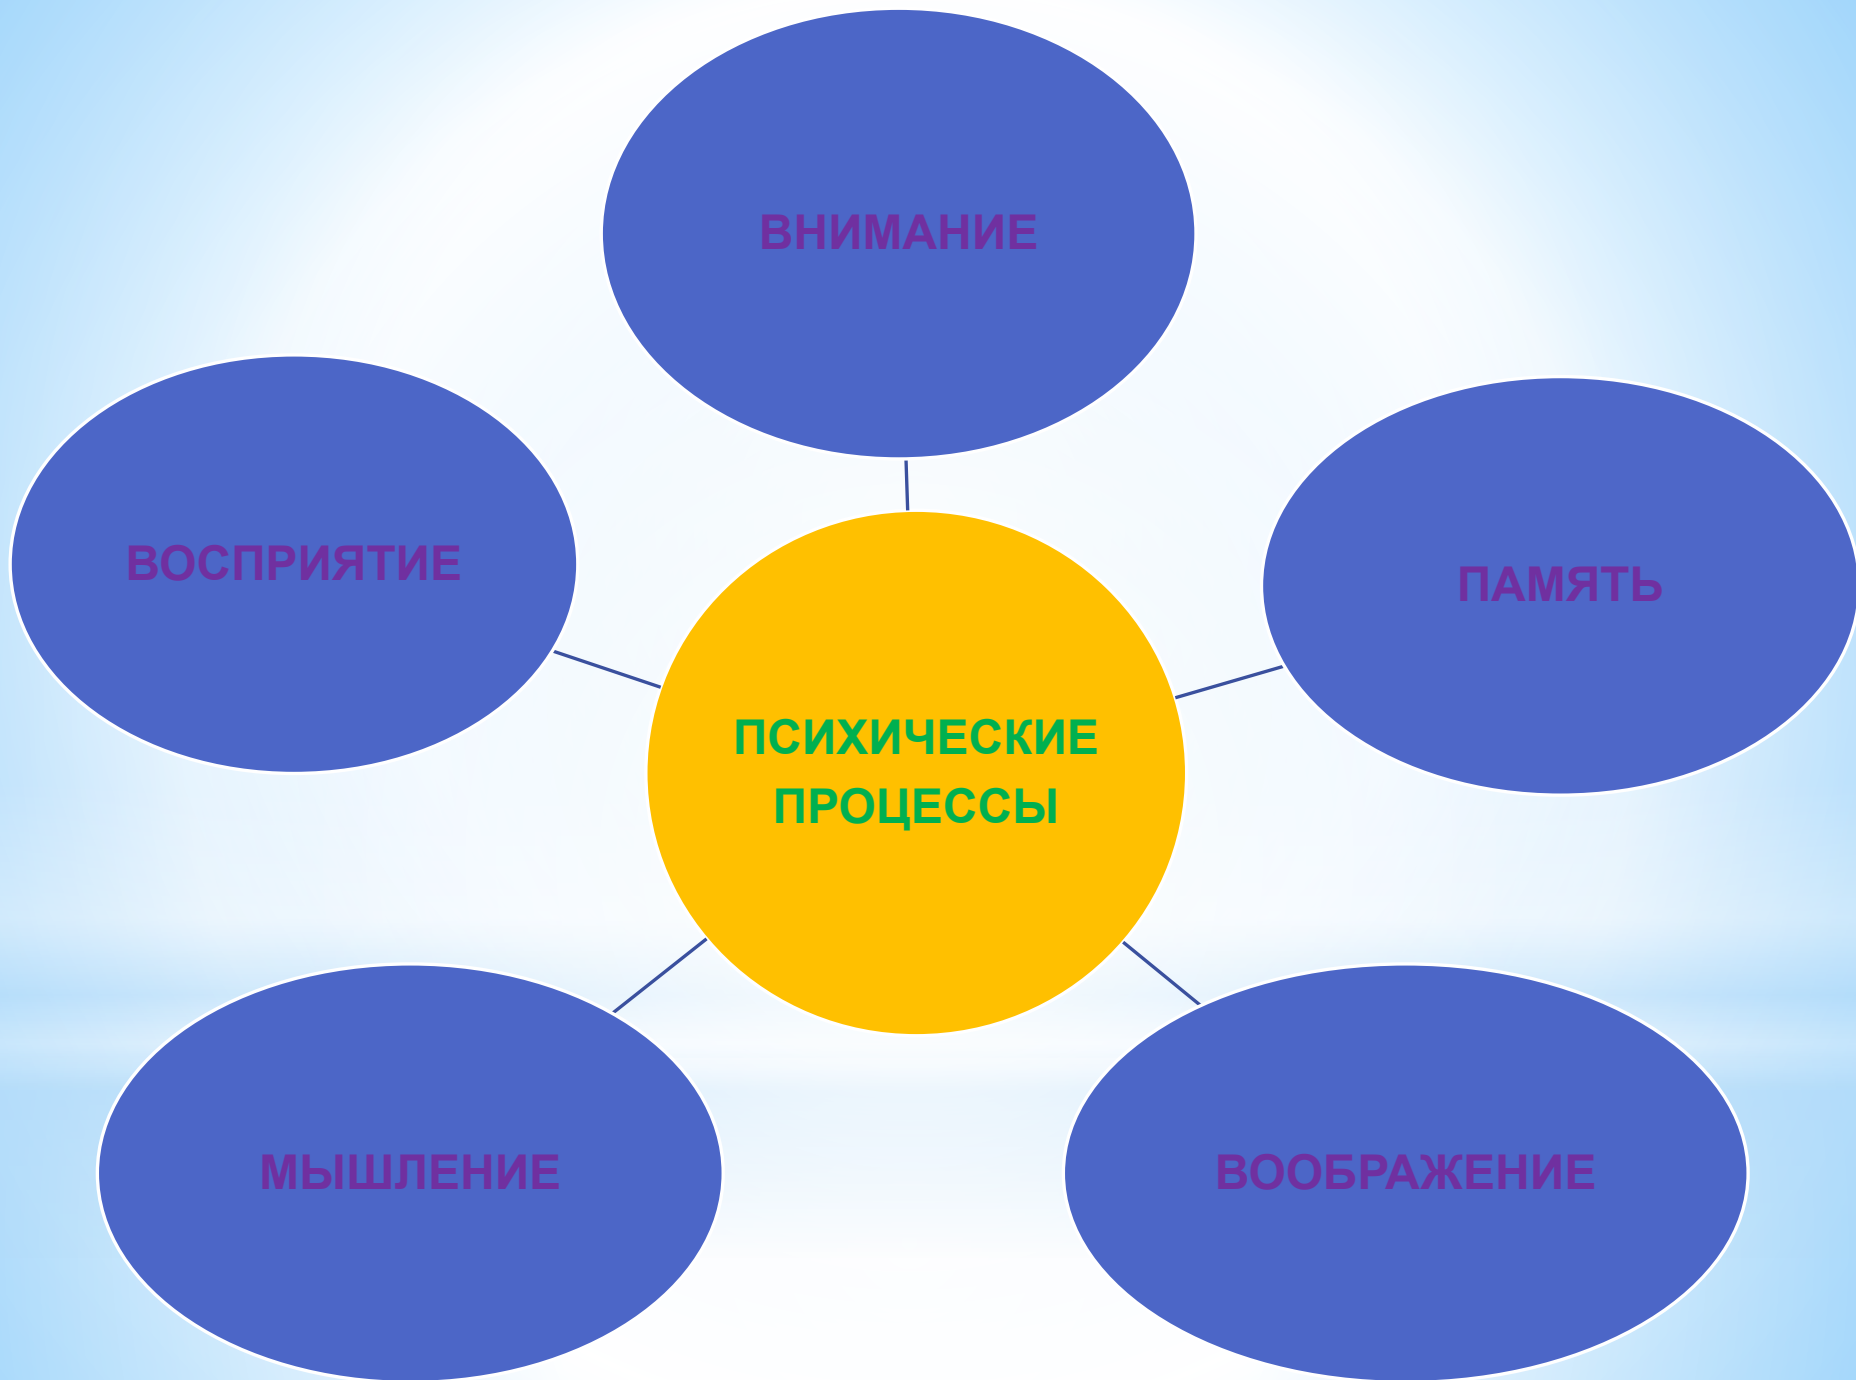 ВНИМАНИЕ
ВОСПРИЯТИЕ
ПАМЯТЬ
ПСИХИЧЕСКИЕ
ПРОЦЕССЫ
МЫШЛЕНИЕ
ВООБРАЖЕНИЕ